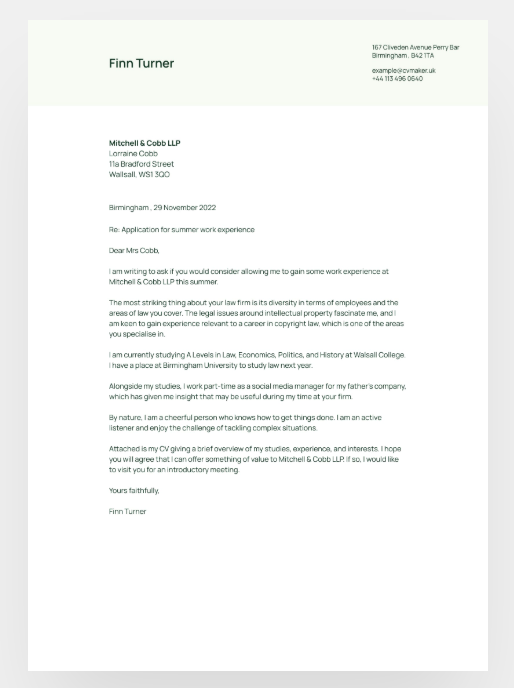 Finn Turner
167 Cliveden Avenue Perry Bar
Birmingham , B42 1TA
example@cvmaker.uk
+44 113 496 0640
Mitchell & Cobb LLP
Lorraine Cobb
11a Bradford Street
Wallsall, WS1 3QO
Birmingham , 29 November 2022
Re: Application for summer work experience
Dear Mrs Cobb,
I am writing to ask if you would consider allowing me to gain some work experience at
Mitchell & Cobb LLP this summer.
The most striking thing about your law firm is its diversity in terms of employees and the
areas of law you cover. The legal issues around intellectual property fascinate me, and I
am keen to gain experience relevant to a career in copyright law, which is one of the areas
you specialise in.
I am currently studying A Levels in Law, Economics, Politics, and History at Walsall College.
I have a place at Birmingham University to study law next year.
Alongside my studies, I work part-time as a social media manager for my father's company,
which has given me insight that may be useful during my time at your firm.
By nature, I am a cheerful person who knows how to get things done. I am an active
listener and enjoy the challenge of tackling complex situations.
Attached is my CV giving a brief overview of my studies, experience, and interests. I hope
you will agree that I can offer something of value to Mitchell & Cobb LLP. If so, I would like
to visit you for an introductory meeting.
Yours faithfully,
Finn Turner